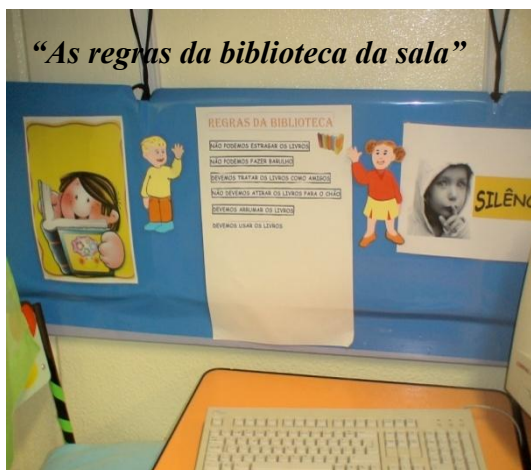 “As regras da biblioteca da sala”
REGRAS DA BIBLIOTECA
NÃO PODEMOS ESTRAGAR OS LIVROS
NÃO PODEMOS FAZER BARULHO
DEVEMOS TRATAR OS LIVROS COMO AMIGOS
NÃO DEVEMOS ATIRAR OS LIVROS PARA O CHÃO
DEVEMOS ARRUMAR OS LIVROS
DEVEMOS USAR OS LIVROS
SILÊNC